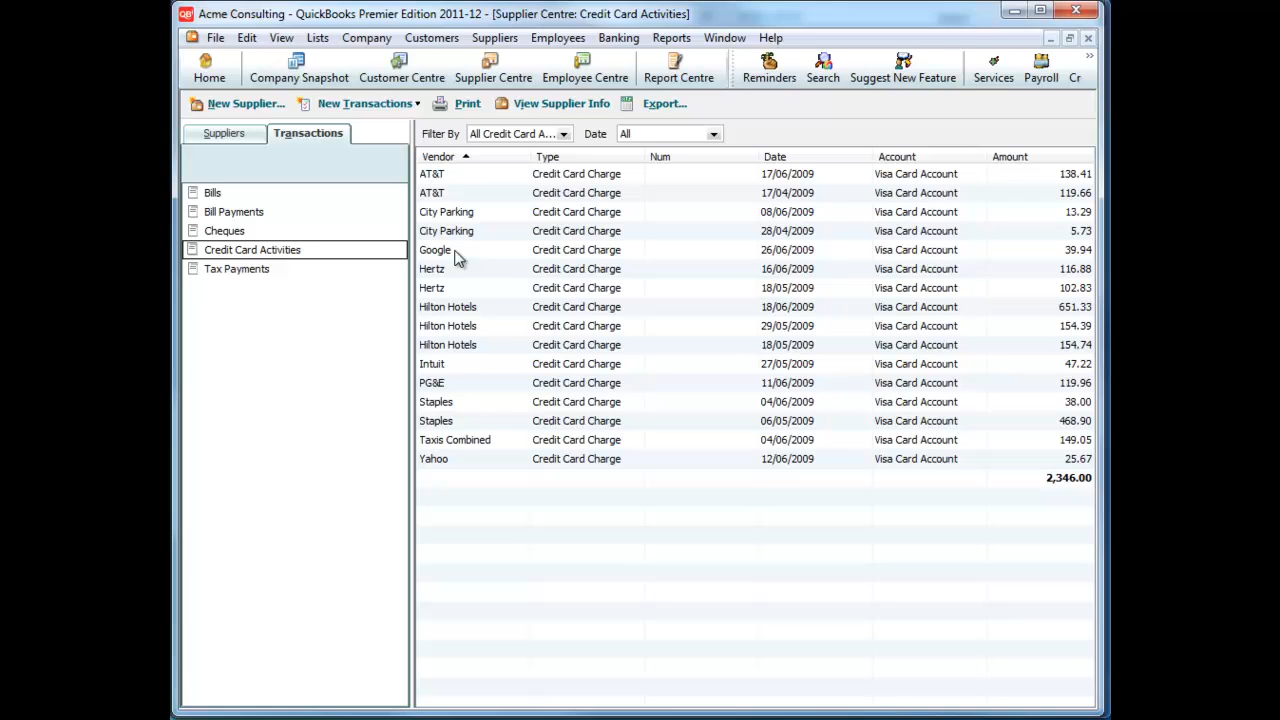 QB Acme Consulting - QuickBooks Premier Edition 2011-12 - [Supplier Centre: Credit Card Activities]
File Edit View Lists Company Customers Suppliers Employees Banking Reports Window Help
Home Company Snapshot Customer Centre Supplier Centre Employee Centre Report Centre Reminders Search Suggest New Feature Services Payroll Cr
New Supplier... New Transactions Print View Supplier Info Export...
Suppliers Transactions Filter By All Credit Card A... Date All
Bills
Bill Payments
Cheques
Credit Card Activities
Tax Payments
Vendor Type Num Date Account Amount
AT&T Credit Card Charge 17/06/2009 Visa Card Account 138.41
AT&T Credit Card Charge 17/04/2009 Visa Card Account 119.66
City Parking Credit Card Charge 08/06/2009 Visa Card Account 13.29
City Parking Credit Card Charge 28/04/2009 Visa Card Account 5.73
Google Credit Card Charge 26/06/2009 Visa Card Account 39.94
Hertz Credit Card Charge 16/06/2009 Visa Card Account 116.88
Hertz Credit Card Charge 18/05/2009 Visa Card Account 102.83
Hilton Hotels Credit Card Charge 18/06/2009 Visa Card Account 651.33
Hilton Hotels Credit Card Charge 29/05/2009 Visa Card Account 154.39
Hilton Hotels Credit Card Charge 18/05/2009 Visa Card Account 154.74
Intuit Credit Card Charge 27/05/2009 Visa Card Account 47.22
PG&E Credit Card Charge 11/06/2009 Visa Card Account 119.96
Staples Credit Card Charge 04/06/2009 Visa Card Account 38.00
Staples Credit Card Charge 06/05/2009 Visa Card Account 468.90
Taxis Combined Credit Card Charge 04/06/2009 Visa Card Account 149.05
Yahoo Credit Card Charge 12/06/2009 Visa Card Account 25.67
2,346.00